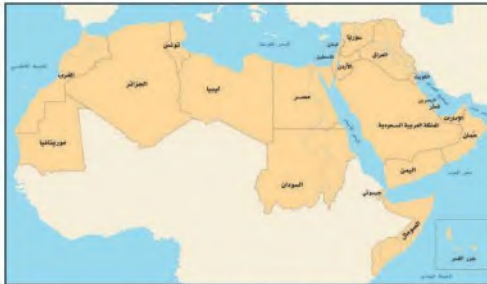 تونس
سوريا
لبنان
العراق
فلسطين
الأردن
المغرب
الجزائر
ليبيا
مصر
الكويت
البحرين
قطر
الإمارات
المملكة العربية السعودية
عُمان
موريتانيا
السودان
اليمن
جيبوتي
الصومال
جزر القمر